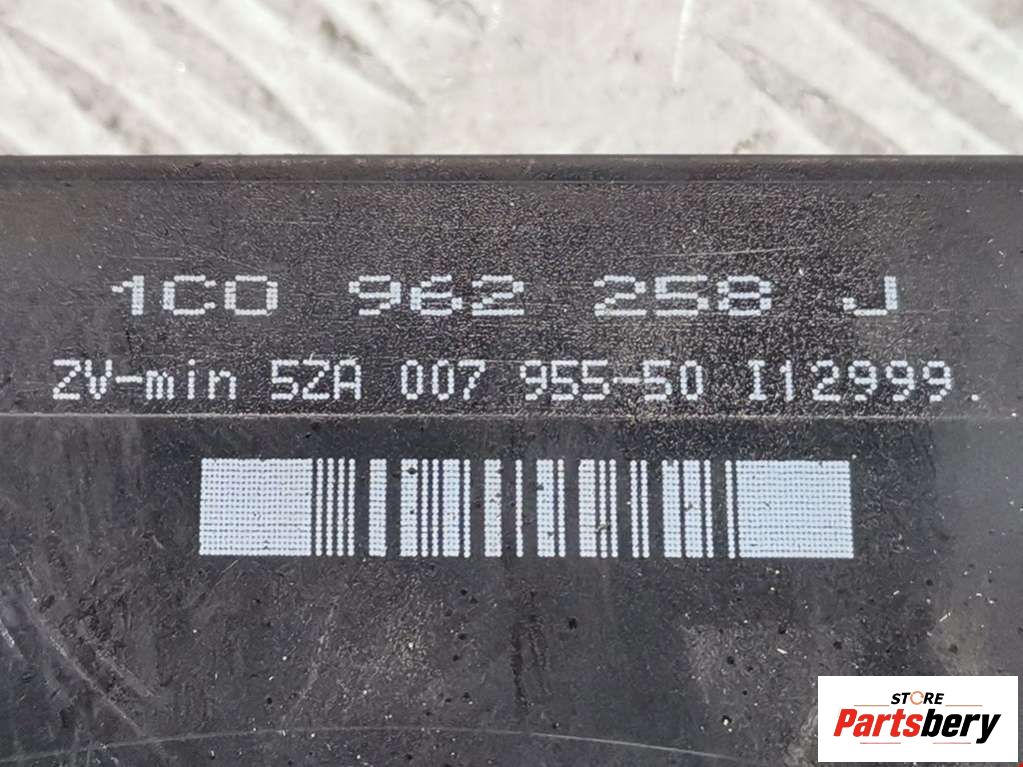 1C0 962 258 J
ZV-min 5ZA 007 955-50 I12999.
STORE
Partsbery